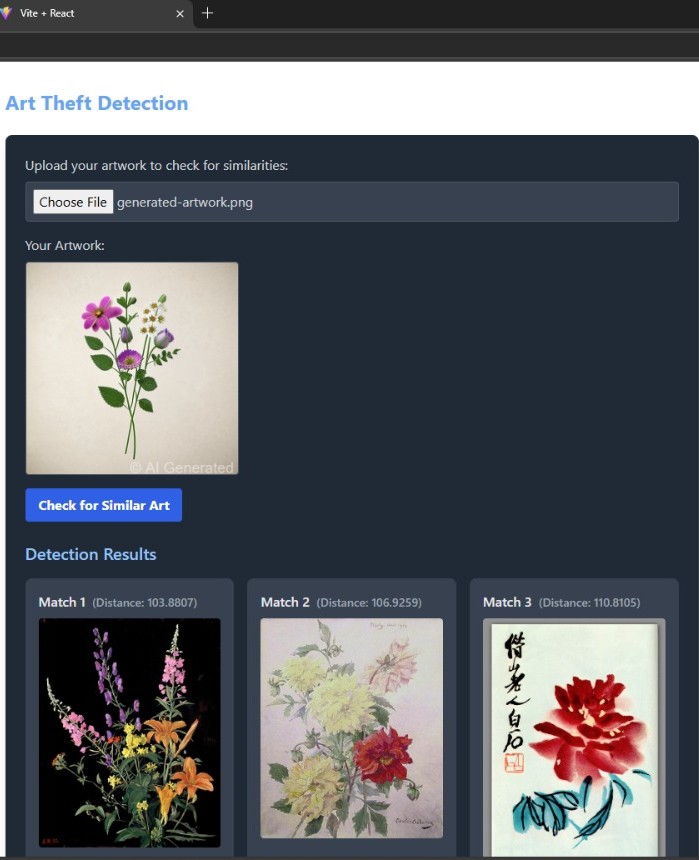 Vite + React
Art Theft Detection
Upload your artwork to check for similarities:
Choose File generated-artwork.png
Your Artwork:
© AI Generated
Check for Similar Art
Detection Results
Match 1 (Distance: 103.8807)
Match 2 (Distance: 106.9259)
Match 3 (Distance: 110.8105)
借山老人白石